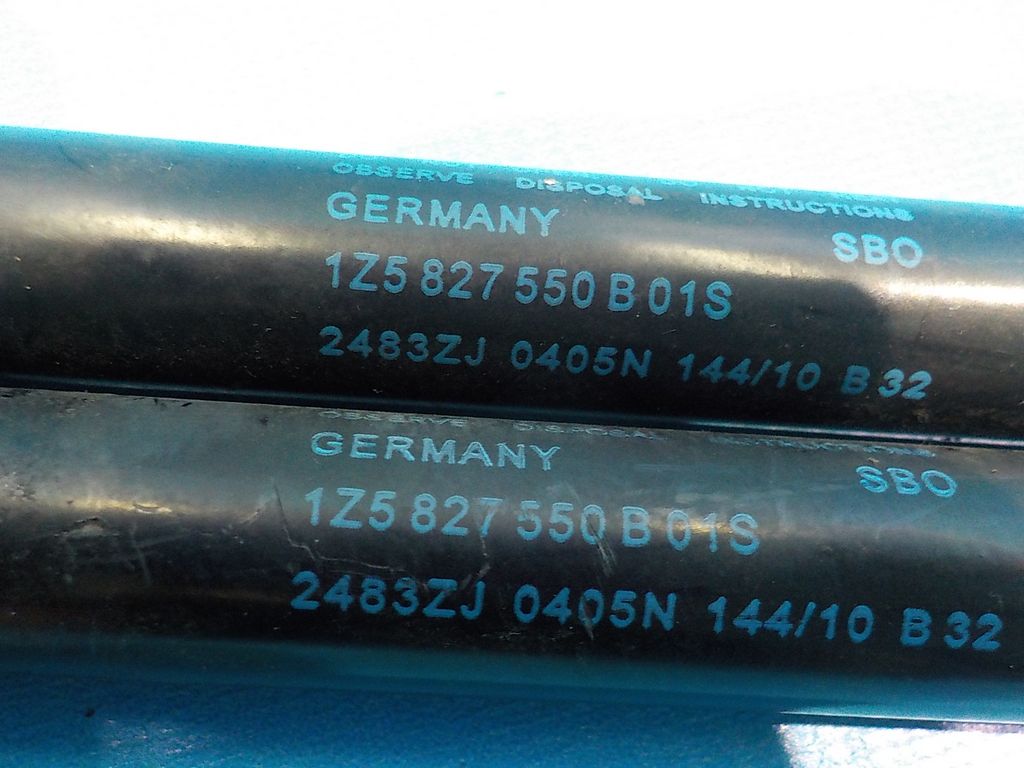 OBSERVE DISPOSAL INSTRUCTIONS
GERMANY SBO
1Z5 827 550 B 01S
2483ZJ 0405N 144/10 B 32
GERMANY SBO
1Z5 827 550 B 01S
2483ZJ 0405N 144/10 B 32